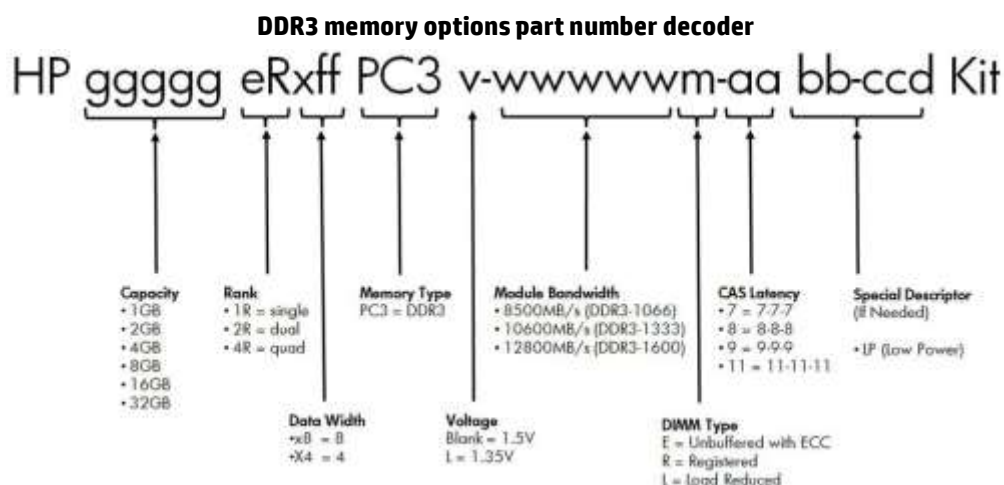 DDR3 memory options part number decoder
HP ggggg eRxff PC3 v-wwwwwm-aa bb-ccd Kit
Capacity
• 1GB
• 2GB
• 4GB
• 8GB
• 16GB
• 32GB
Rank
• 1R = single
• 2R = dual
• 4R = quad
Memory Type
PC3 = DDR3
Module Bandwidth
• 8500MB/s (DDR3-1066)
• 10600MB/s (DDR3-1333)
• 12800MB/s (DDR3-1600)
CAS Latency
• 7 = 7-7-7
• 8 = 8-8-8
• 9 = 9-9-9
• 11 = 11-11-11
Special Descriptor
(If Needed)
• LP (Low Power)
Data Width
•x8 = 8
•X4 = 4
Voltage
Blank = 1.5V
L = 1.35V
DIMM Type
E = Unbuffered with ECC
R = Registered
L = Load Reduced